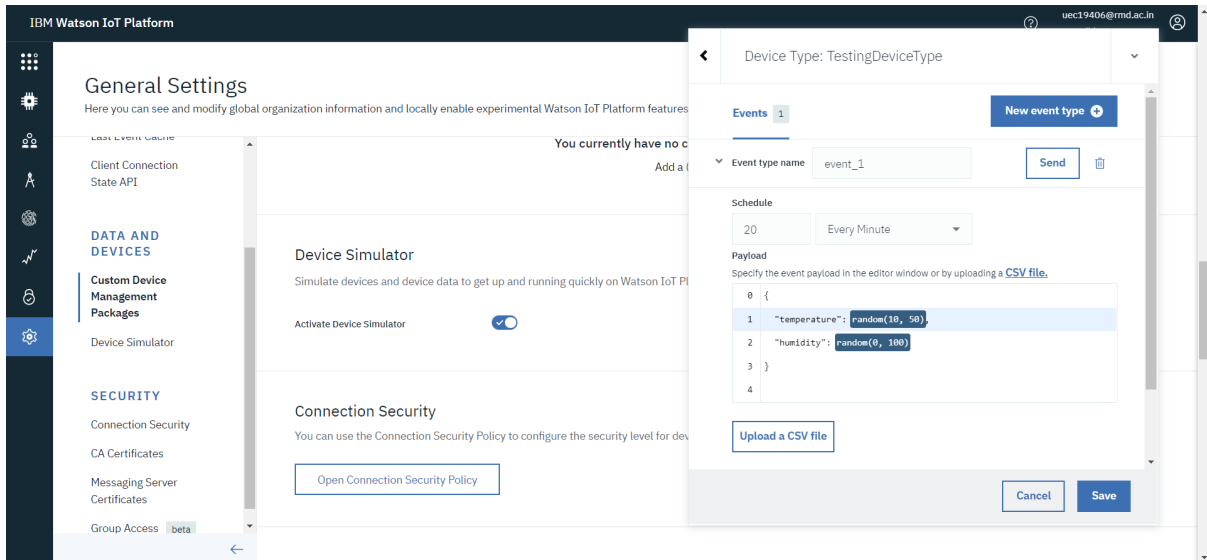 IBM Watson IoT Platform
uec19406@rmd.ac.in
General Settings
Here you can see and modify global organization information and locally enable experimental Watson IoT Platform features
Last Event Cache
Client Connection
State API
DATA AND
DEVICES
Custom Device
Management
Packages
Device Simulator
SECURITY
Connection Security
CA Certificates
Messaging Server
Certificates
Group Access beta
You currently have no c
Add a (
Device Simulator
Simulate devices and device data to get up and running quickly on Watson IoT Pl
Activate Device Simulator
Connection Security
You can use the Connection Security Policy to configure the security level for dev
Open Connection Security Policy
Device Type: TestingDeviceType
Events 1
New event type
Event type name event_1
Send
Schedule
20 Every Minute
Payload
Specify the event payload in the editor window or by uploading a CSV file.
0 {
1 "temperature": random(10, 50),
2 "humidity": random(0, 100)
3 }
4
Upload a CSV file
Cancel Save